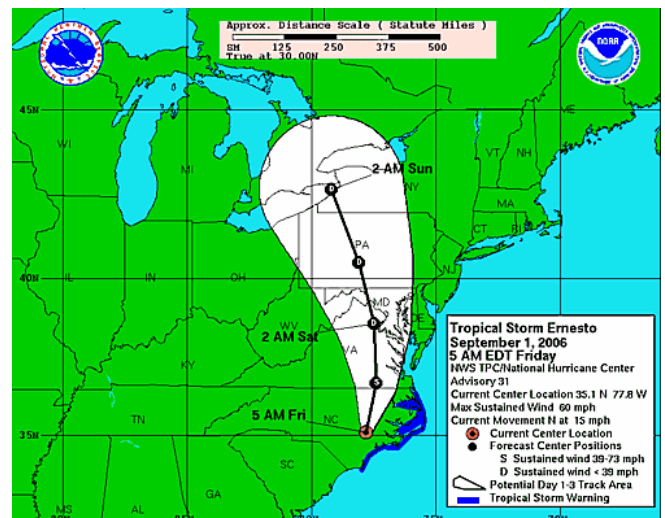 Approx. Distance Scale ( Statute Miles )
SM 125 250 375 500
True at 30.00N
NOAA
45N
ME
WI
MI
VT NH
2 AM Sun
D
NY
MA
CT RI
PA
D
40N
IL
IN
OH
NJ
MD
D
DE
WV
2 AM Sat
VA
KY
S
5 AM Fri
NC
TN
35N
SC
MS
AL
GA
Tropical Storm Ernesto
September 1, 2006
5 AM EDT Friday
NWS TPC/National Hurricane Center
Advisory 31
Current Center Location 35.1 N 77.8 W
Max Sustained Wind 60 mph
Current Movement N at 15 mph
Current Center Location
Forecast Center Positions
S Sustained wind 39-73 mph
D Sustained wind < 39 mph
Potential Day 1-3 Track Area
Tropical Storm Warning